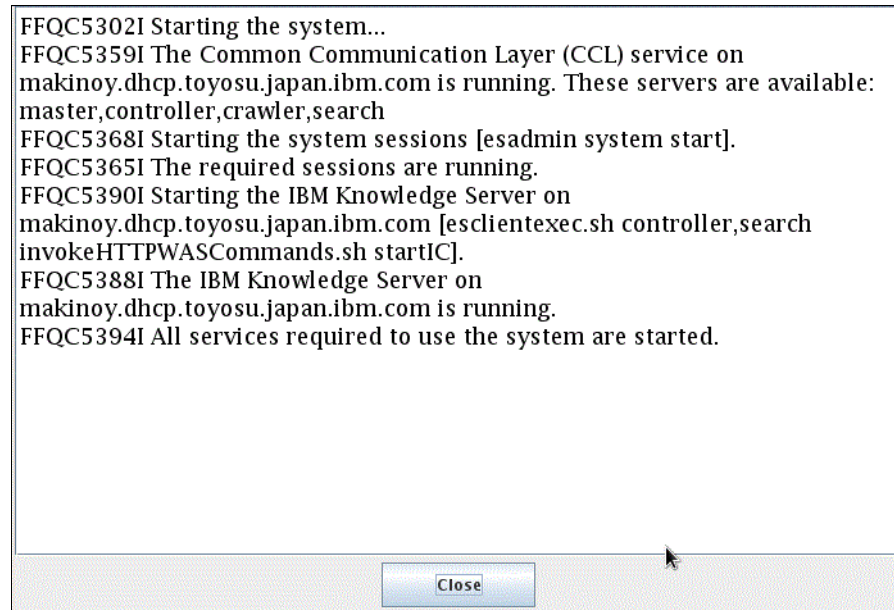 FFQC5302I Starting the system...
FFQC5359I The Common Communication Layer (CCL) service on
makinoy.dhcp.toyosu.japan.ibm.com is running. These servers are available:
master,controller,crawler,search
FFQC5368I Starting the system sessions [esadmin system start].
FFQC5365I The required sessions are running.
FFQC5390I Starting the IBM Knowledge Server on
makinoy.dhcp.toyosu.japan.ibm.com [esclientexec.sh controller,search
invokeHTTPWASCommands.sh startIC].
FFQC5388I The IBM Knowledge Server on
makinoy.dhcp.toyosu.japan.ibm.com is running.
FFQC5394I All services required to use the system are started.
Close